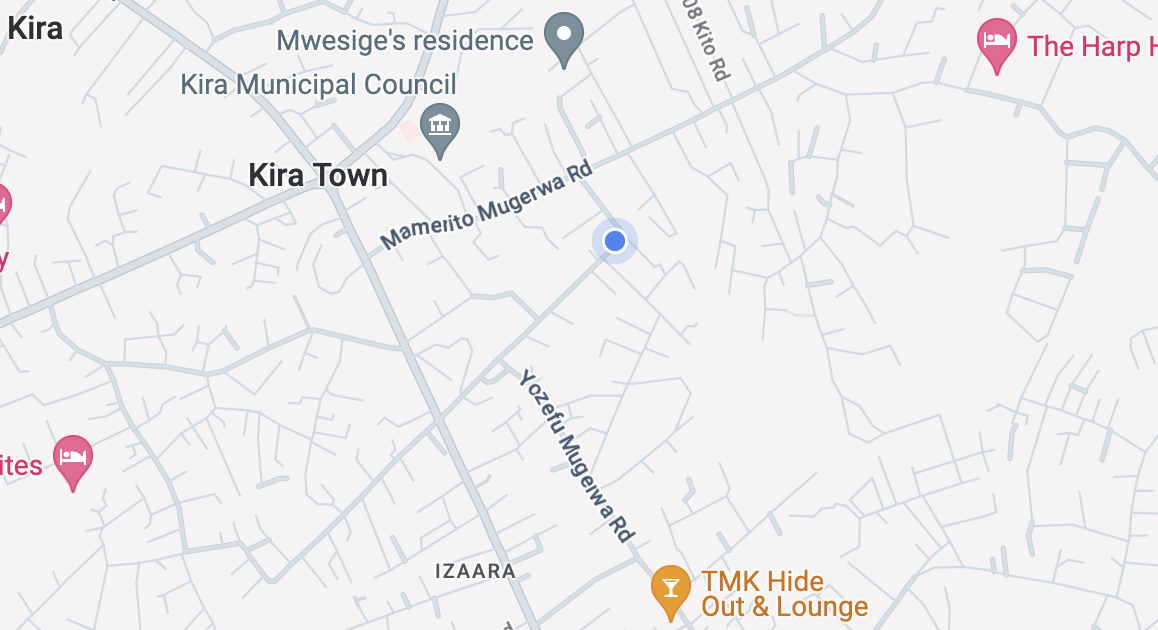 Kira
Mwesige's residence
08 Kito Rd
The Harp H
Kira Municipal Council
Kira Town
Mamerito Mugerwa Rd
y
Yozefu Mugerwa Rd
ites
IZAARA
TMK Hide
Out & Lounge